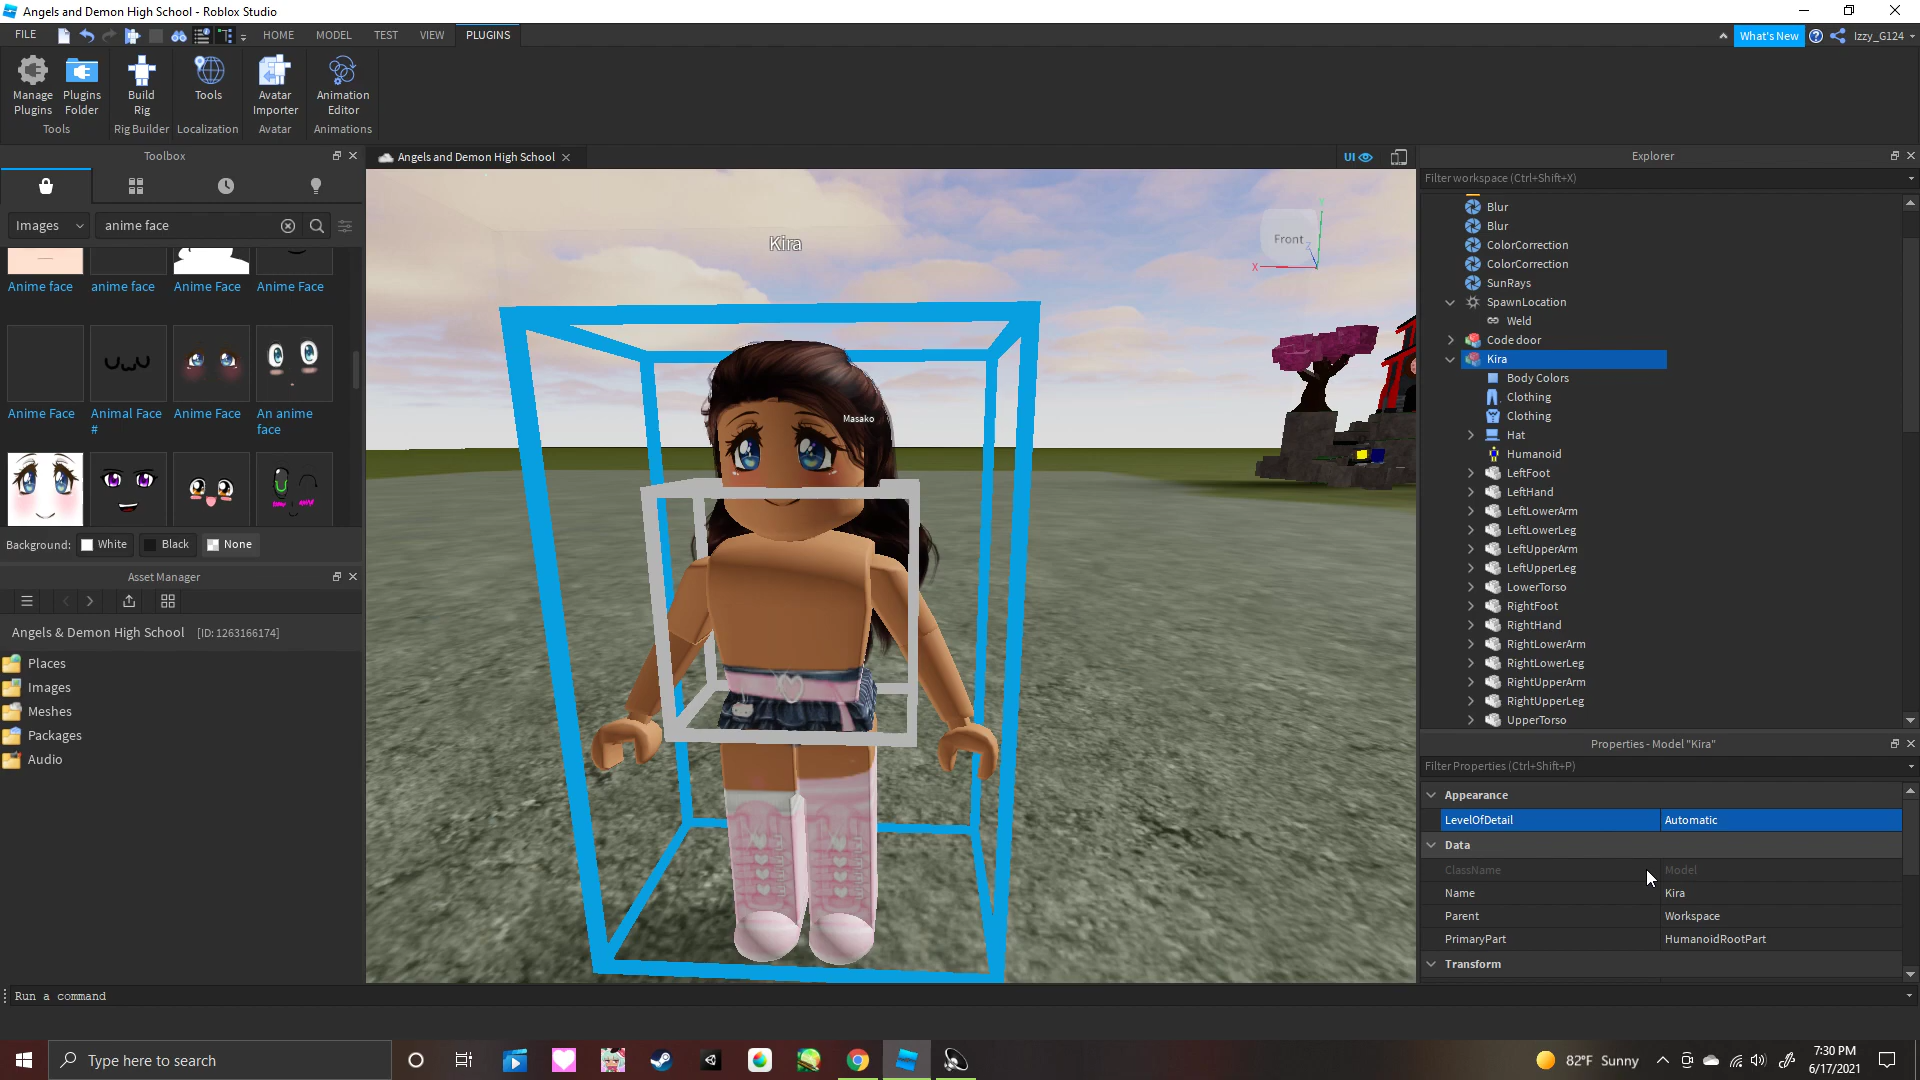 Angels and Demon High School - Roblox Studio
FILE HOME MODEL TEST VIEW PLUGINS What's New Izzy_G124
Manage Plugins
Plugins Folder
Build Rig
Tools
Avatar Importer
Animation Editor
Tools Rig Builder Localization Avatar Animations
Toolbox
Angels and Demon High School
UI
Explorer
Images
anime face
Anime face anime face Anime Face Anime Face
Anime Face
Animal Face #
Anime Face
An anime face
Background: White Black None
Asset Manager
Angels & Demon High School [ID: 1263166174]
Places
Images
Meshes
Packages
Audio
Kira
Masako
Front
X
Filter workspace (Ctrl+Shift+X)
Blur
Blur
ColorCorrection
ColorCorrection
SunRays
SpawnLocation
Weld
Code door
Kira
Body Colors
Clothing
Clothing
Hat
Humanoid
LeftFoot
LeftHand
LeftLowerArm
LeftLowerLeg
LeftUpperArm
LeftUpperLeg
LowerTorso
RightFoot
RightHand
RightLowerArm
RightLowerLeg
RightUpperArm
RightUpperLeg
UpperTorso
Properties - Model "Kira"
Filter Properties (Ctrl+Shift+P)
Appearance
LevelOfDetail Automatic
Data
ClassName Model
Name Kira
Parent Workspace
PrimaryPart HumanoidRootPart
Transform
Run a command
Type here to search
82°F Sunny
7:30 PM
6/17/2021